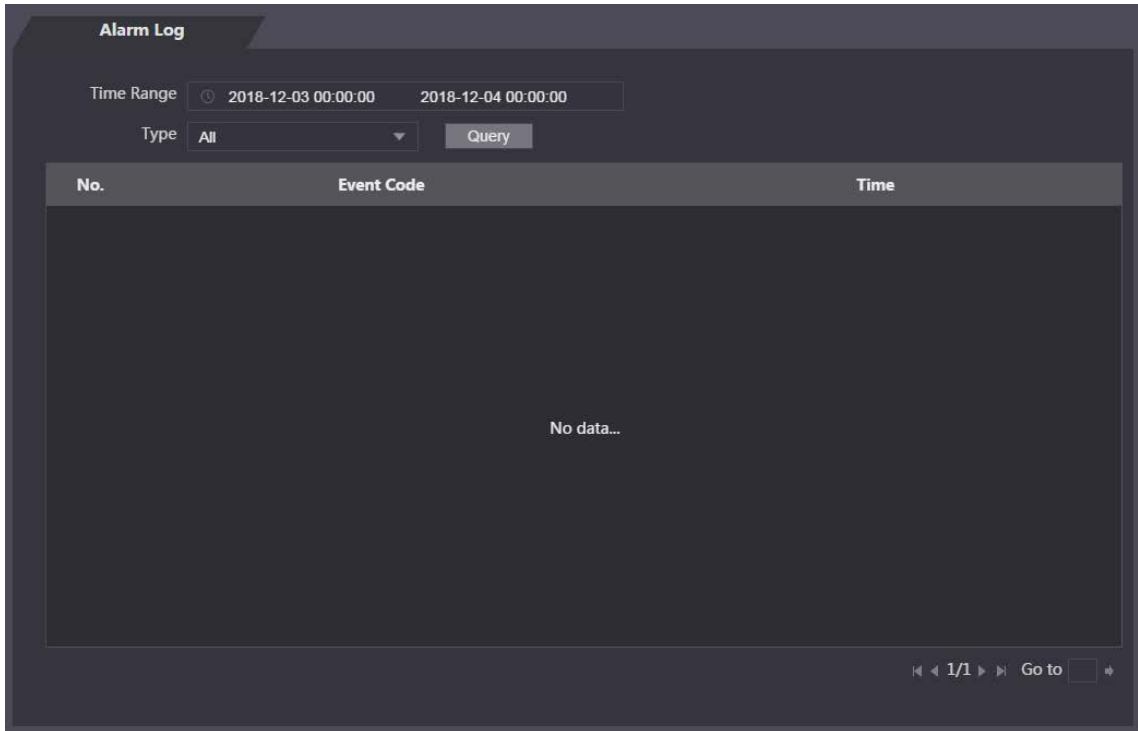 Alarm Log
Time Range 2018-12-03 00:00:00 2018-12-04 00:00:00
Type All Query
No. Event Code Time
No data...
1/1 Go to